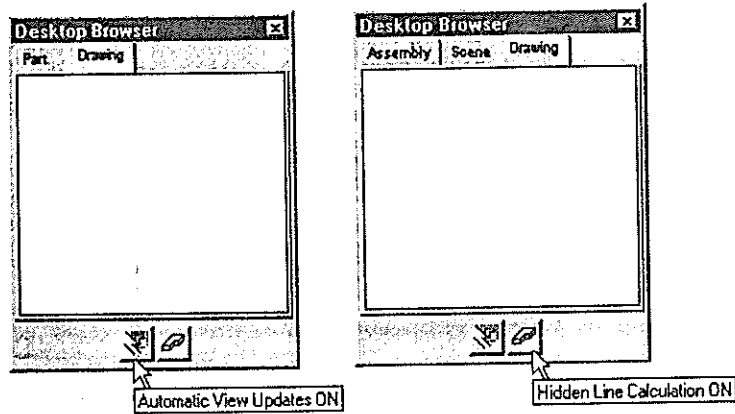 Desktop Browser
Part
Drawing
Automatic View Updates ON
Desktop Browser
Assembly
Scene
Drawing
Hidden Line Calculation ON